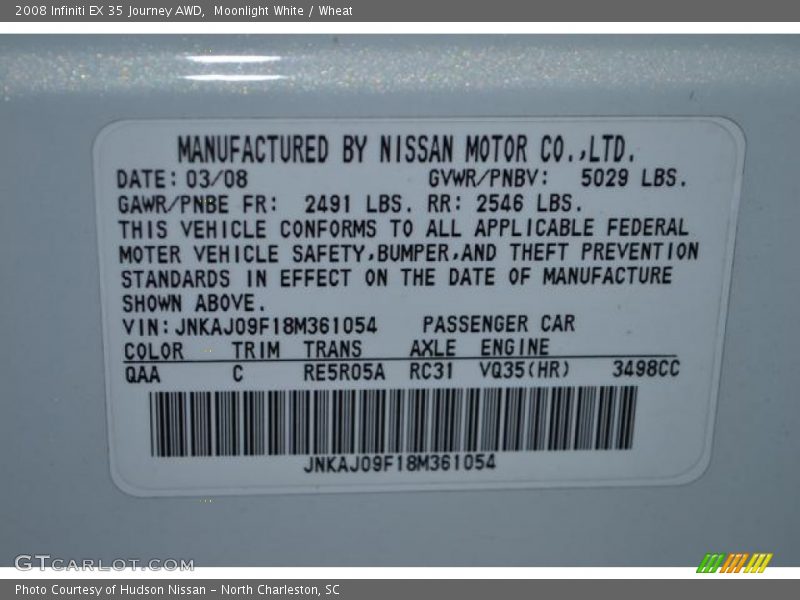 2008 Infiniti EX 35 Journey AWD, Moonlight White / Wheat
MANUFACTURED BY NISSAN MOTOR CO.,LTD.
DATE: 03/08 GVWR/PNBV: 5029 LBS.
GAWR/PNBE FR: 2491 LBS. RR: 2546 LBS.
THIS VEHICLE CONFORMS TO ALL APPLICABLE FEDERAL
MOTER VEHICLE SAFETY,BUMPER,AND THEFT PREVENTION
STANDARDS IN EFFECT ON THE DATE OF MANUFACTURE
SHOWN ABOVE.
VIN: JNKAJ09F18M361054 PASSENGER CAR
COLOR TRIM TRANS AXLE ENGINE
QAA C RE5R05A RC31 VQ35(HR) 3498CC
JNKAJ09F18M361054
GTCARLOT.COM
Photo Courtesy of Hudson Nissan - North Charleston, SC